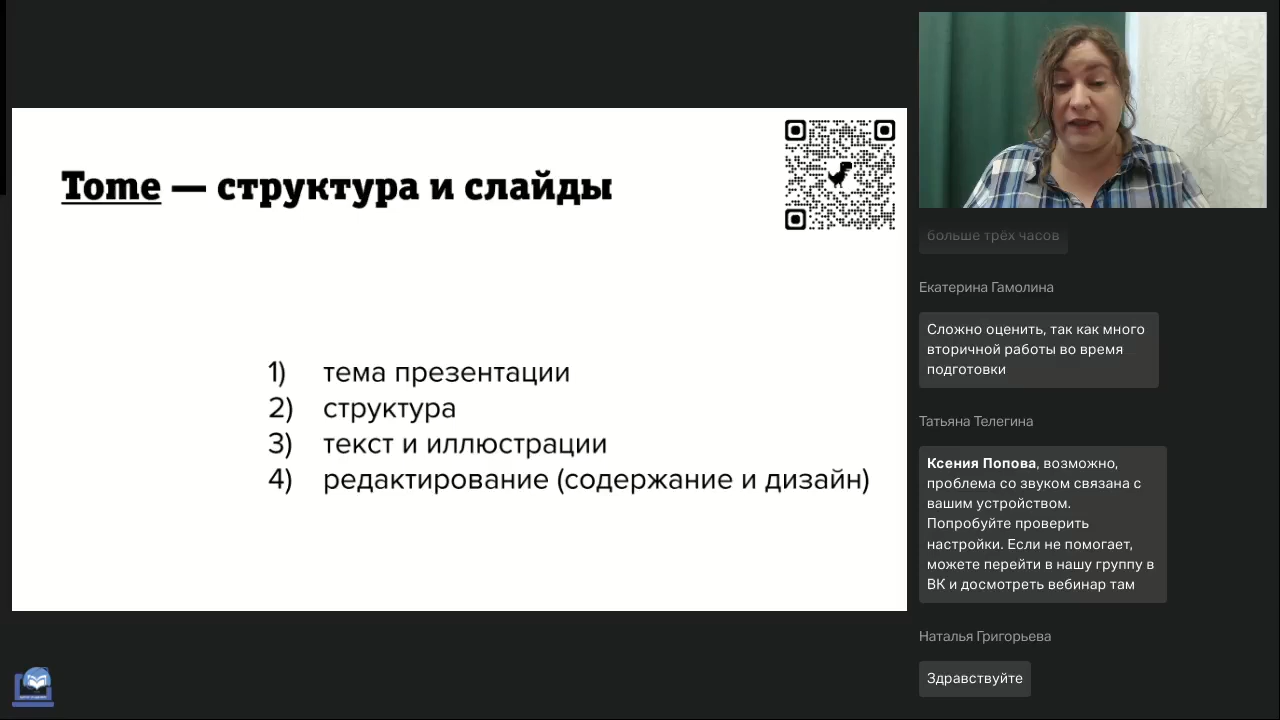 Tome — структура и слайды
1) тема презентации
2) структура
3) текст и иллюстрации
4) редактирование (содержание и дизайн)
больше трёх часов
Екатерина Гамолина
Сложно оценить, так как много
вторичной работы во время
подготовки
Татьяна Телегина
Ксения Попова, возможно,
проблема со звуком связана с
вашим устройством.
Попробуйте проверить
настройки. Если не помогает,
можете перейти в нашу группу в
ВК и досмотреть вебинар там
Наталья Григорьева
Здравствуйте